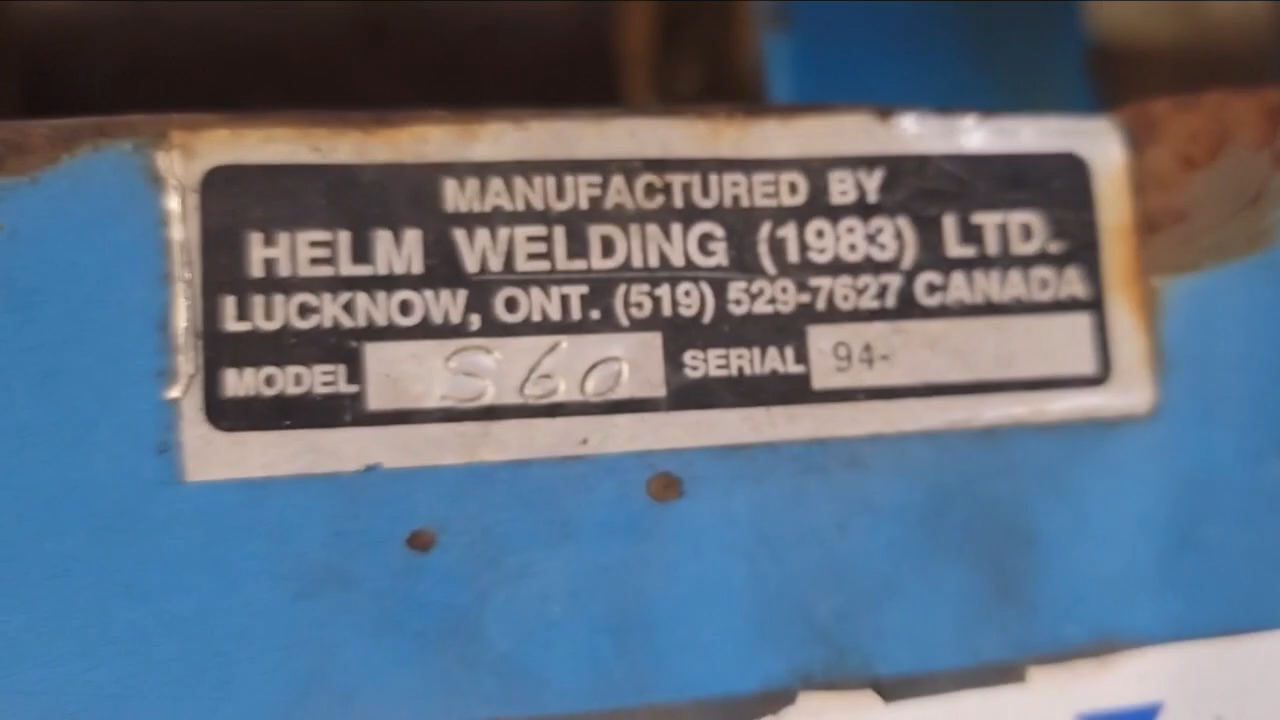 MANUFACTURED BY
HELM WELDING (1983) LTD.
LUCKNOW, ONT. (519) 529-7627 CANADA
MODEL S60 SERIAL 94-